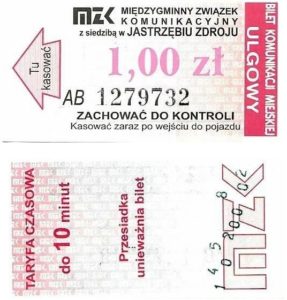 MZK
MIĘDZYGMINNY ZWIĄZEK
KOMUNIKACYJNY
z siedzibą w JASTRZĘBIU ZDROJU
Tu
kasować
1,00 zł
AB 1279732
ZACHOWAĆ DO KONTROLI
Kasować zaraz po wejściu do pojazdu
BILET KOMUNIKACJI MIEJSKIEJ
ULGOWY
TARYFA CZASOWA
do 10 minut
Przesiadka
unieważnia bilet
MZK